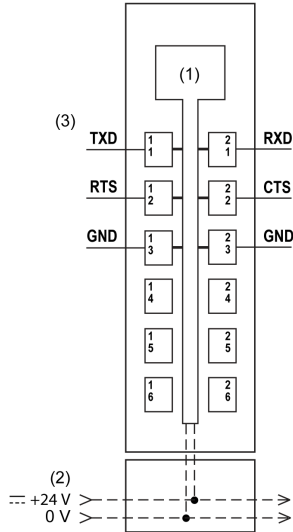 (1)
(3)
TXD 1 1 2 1 RXD
RTS 1 2 2 2 CTS
GND 1 3 2 3 GND
1 4 2 4
1 5 2 5
1 6 2 6
(2)
+24 V
0 V